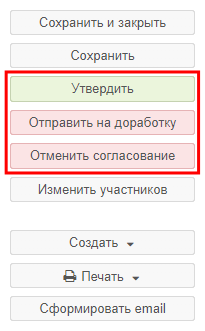 Сохранить и закрыть
Сохранить
Утвердить
Отправить на доработку
Отменить согласование
Изменить участников
Создать
Печать
Сформировать email